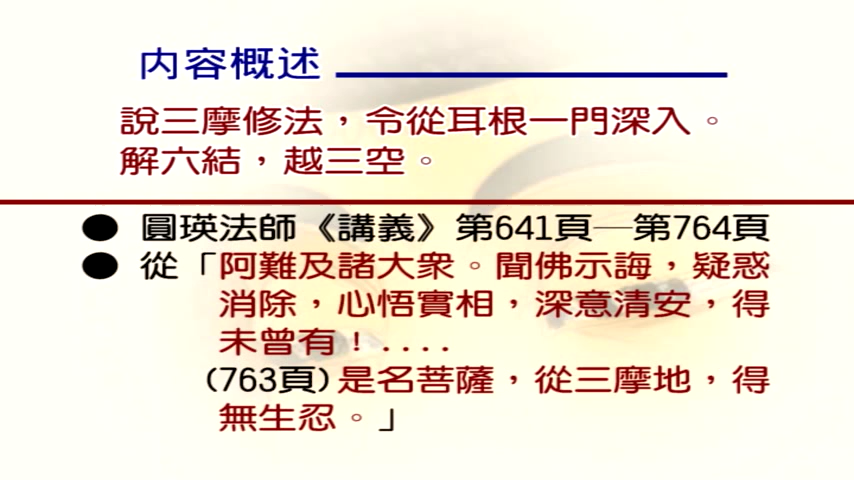 内容概述
說三摩修法，令從耳根一門深入。
解六結，越三空。
● 圓瑛法師《講義》第641頁—第764頁
● 從「阿難及諸大眾。聞佛示誨，疑惑
消除，心悟實相，深意清安，得
未曾有！....
(763頁)是名菩薩，從三摩地，得
無生忍。」